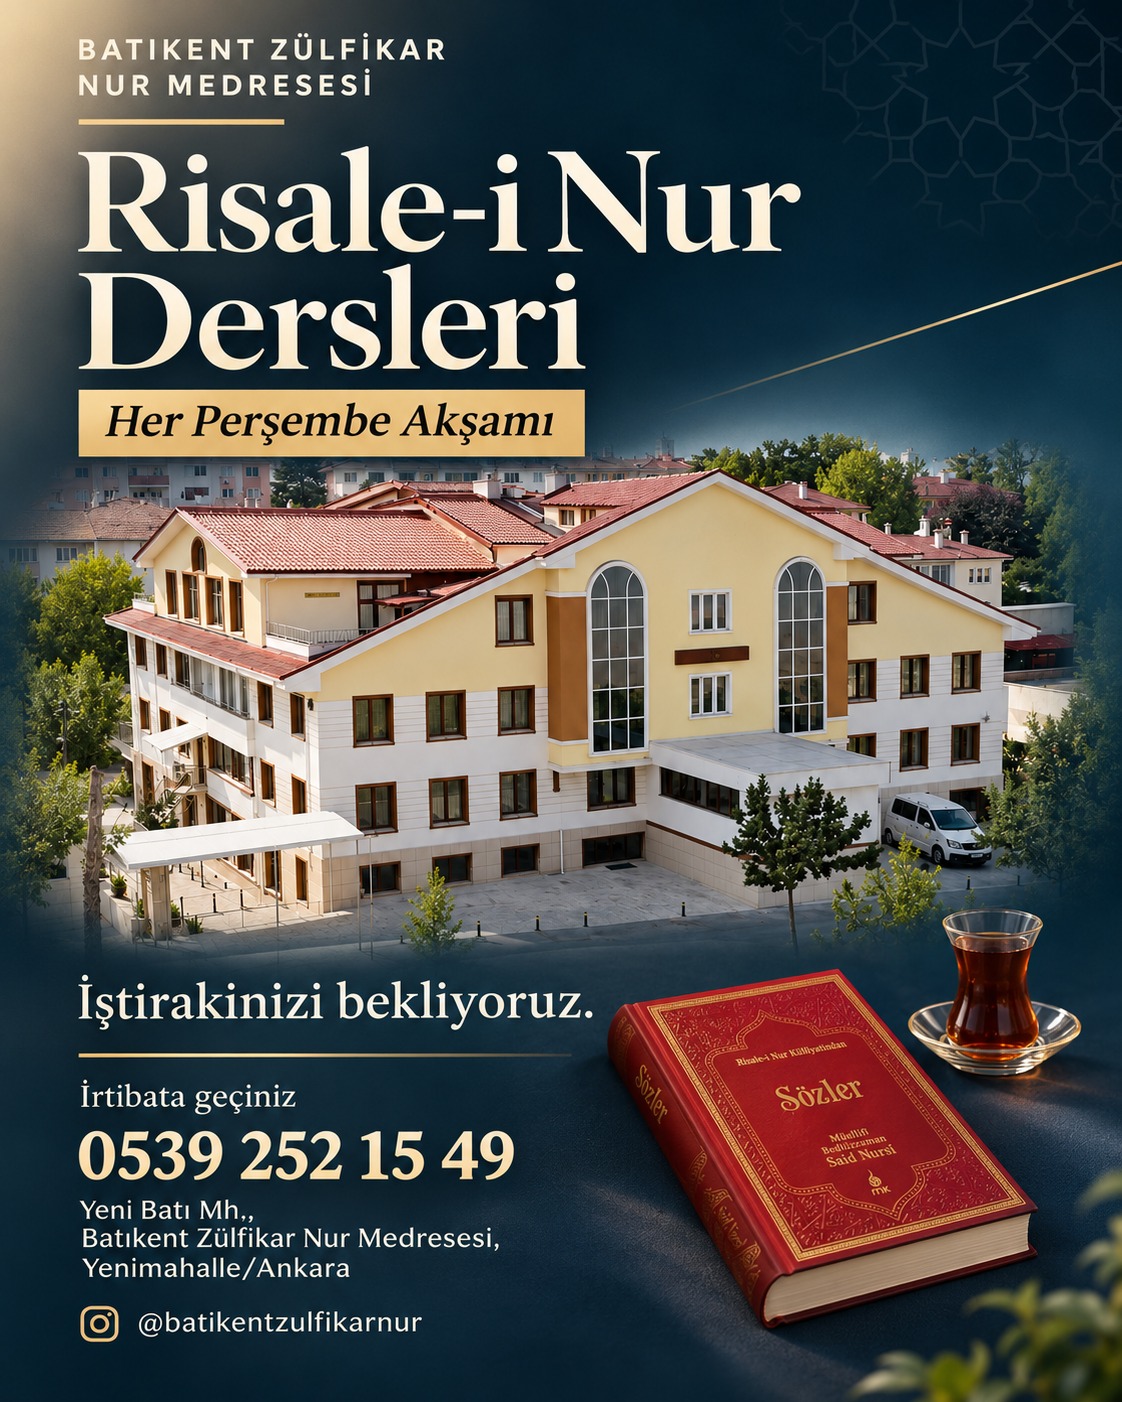 BATIKENT ZÜLFİKAR
NUR MEDRESESİ
Risale-i Nur
Dersleri
Her Perşembe Akşamı
İştirakinizi bekliyoruz.
İrtibata geçiniz
0539 252 15 49
Yeni Batı Mh.,,
Batıkent Zülfikar Nur Medresesi,
Yenimahalle/Ankara
@batikentzulfikarnur
Risale-i Nur Külliyatından
Sözler
Müellifi
Bediüzzaman
Said Nursi
mk
Sözler